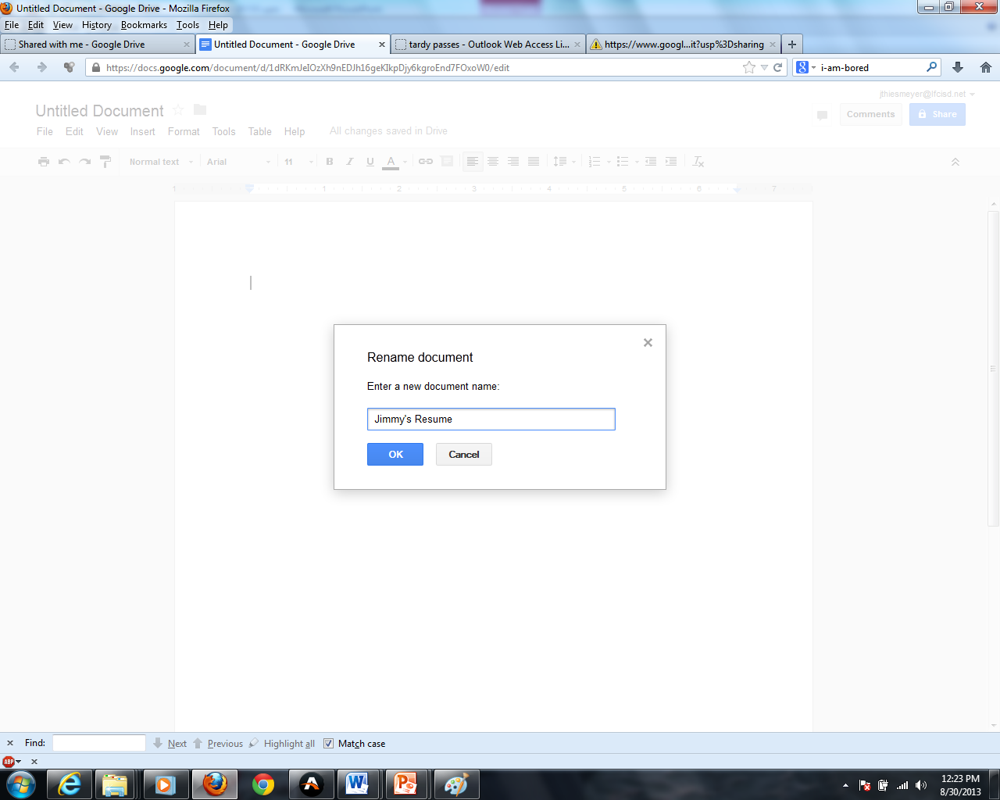 Untitled Document - Google Drive - Mozilla Firefox
File Edit View History Bookmarks Tools Help
Shared with me - Google Drive
Untitled Document - Google Drive
tardy passes - Outlook Web Access Li...
https://www.googl...it?usp%3Dsharing
https://docs.google.com/document/d/1dRKmJeIOzXh9nEDJh16geKIkpDjy6kgroEnd7FOxoW0/edit
i-am-bored
jthiesmeyer@lfcisd.net
Untitled Document
Comments
Share
File Edit View Insert Format Tools Table Help All changes saved in Drive
Normal text Arial 11 B I U A
1 1 2 3 4 5 6 7
Rename document
Enter a new document name:
Jimmy's Resume
OK Cancel
Find: Next Previous Highlight all Match case
ABP
12:23 PM
8/30/2013